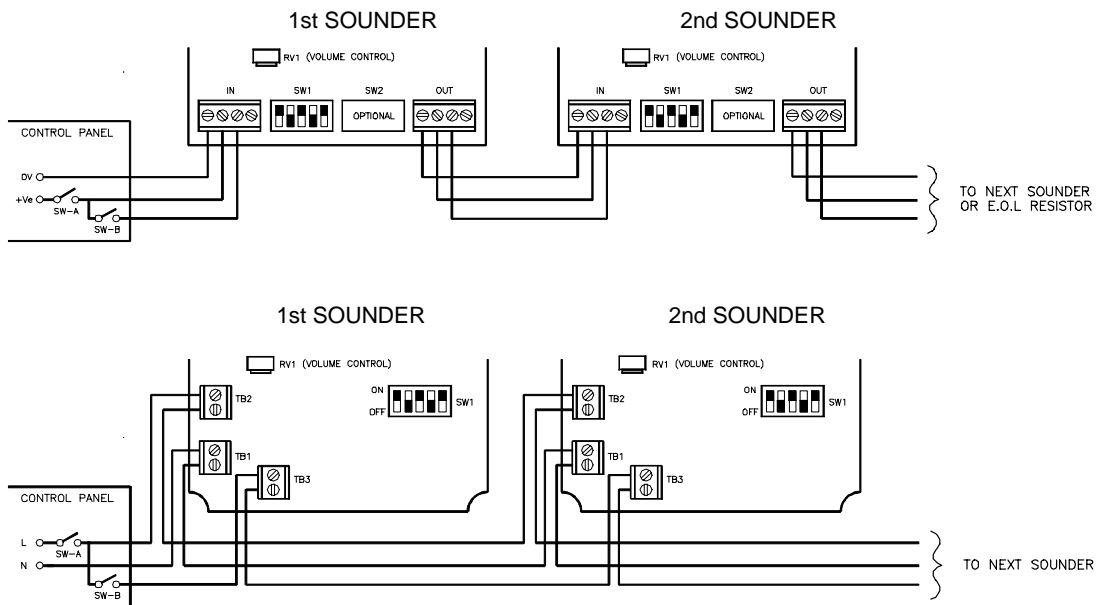 1st SOUNDER
2nd SOUNDER
RV1 (VOLUME CONTROL)
RV1 (VOLUME CONTROL)
IN
SW1
SW2
OUT
IN
SW1
SW2
OUT
OPTIONAL
OPTIONAL
CONTROL PANEL
0V
+Ve
SW-A
SW-B
TO NEXT SOUNDER
OR E.O.L RESISTOR
1st SOUNDER
2nd SOUNDER
RV1 (VOLUME CONTROL)
RV1 (VOLUME CONTROL)
TB2
ON
OFF
SW1
TB2
ON
OFF
SW1
TB1
TB3
TB1
TB3
CONTROL PANEL
L
SW-A
N
SW-B
TO NEXT SOUNDER